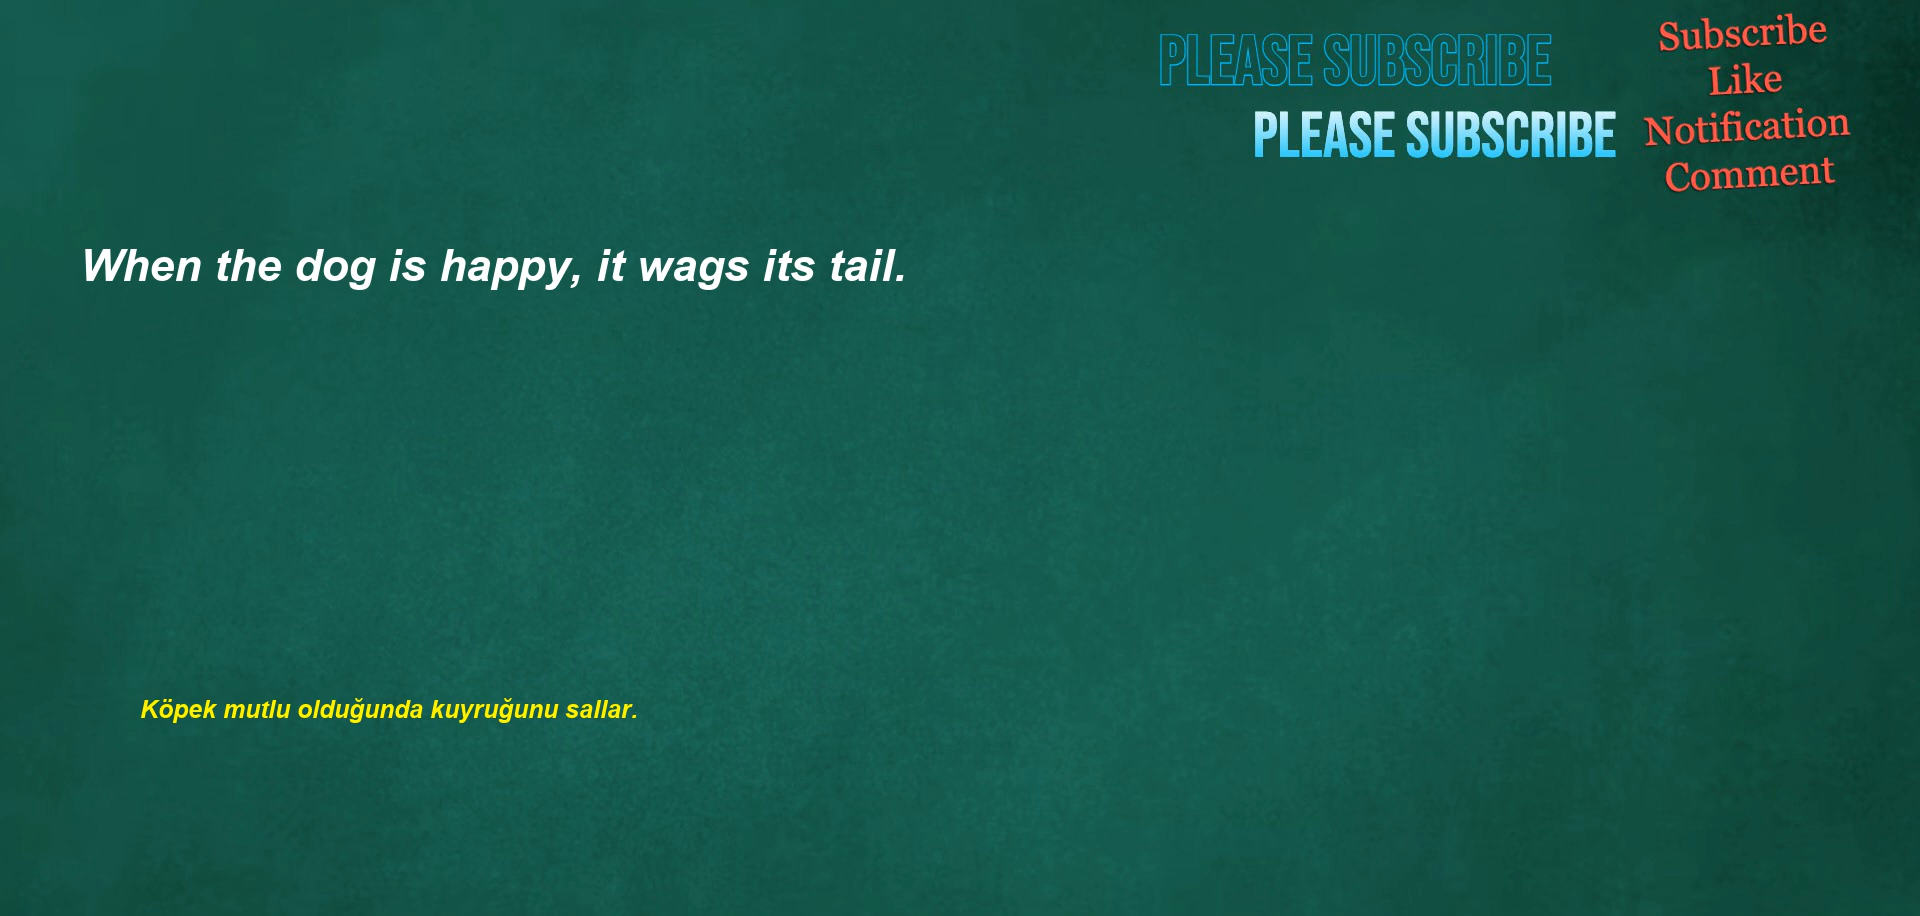 PLEASE SUBSCRIBE
PLEASE SUBSCRIBE
Subscribe
Like
Notification
Comment
When the dog is happy, it wags its tail.
Köpek mutlu olduğunda kuyruğunu sallar.